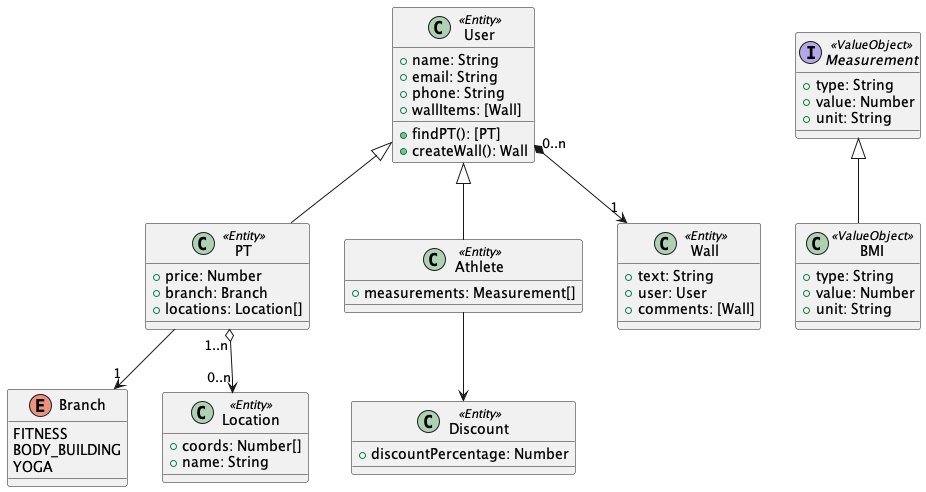 C «Entity»
User
name: String
email: String
phone: String
wallItems: [Wall]
findPT(): [PT]
createWall(): Wall
I «ValueObject»
Measurement
type: String
value: Number
unit: String
0..n
1
C «Entity»
PT
price: Number
branch: Branch
locations: Location[]
C «Entity»
Athlete
measurements: Measurement[]
C «Entity»
Wall
text: String
user: User
comments: [Wall]
C «ValueObject»
BMI
type: String
value: Number
unit: String
1
1..n
0..n
E Branch
FITNESS
BODY_BUILDING
YOGA
C «Entity»
Location
coords: Number[]
name: String
C «Entity»
Discount
discountPercentage: Number